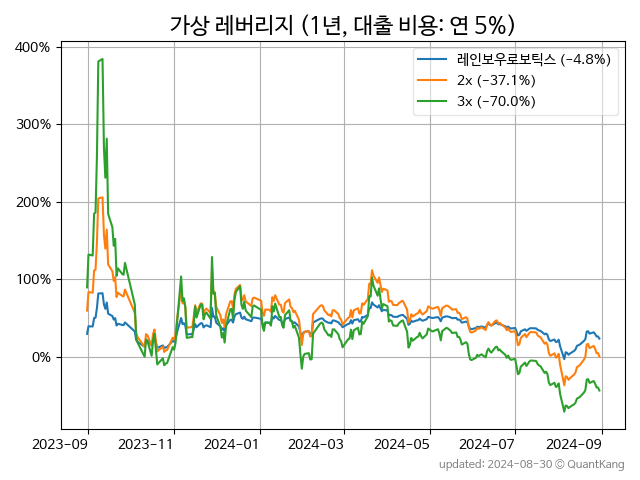 가상 레버리지 (1년, 대출 비용: 연 5%)
400%
300%
200%
100%
0%
레인보우로보틱스 (-4.8%)
2x (-37.1%)
3x (-70.0%)
2023-09
2023-11
2024-01
2024-03
2024-05
2024-07
2024-09
updated: 2024-08-30 © QuantKang